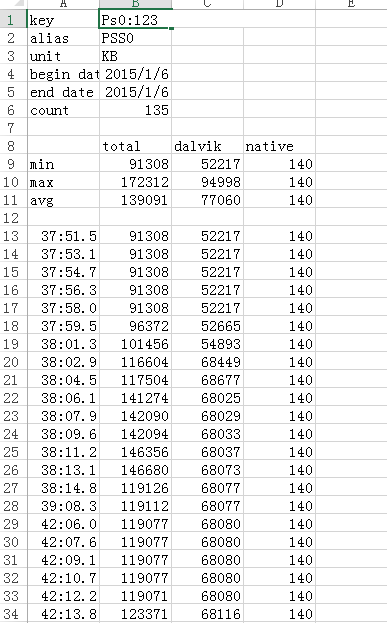 A B C D E
1 key Ps0:123
2 alias PSS0
3 unit KB
4 begin dat 2015/1/6
5 end date 2015/1/6
6 count 135
7
8 total dalvik native
9 min 91308 52217 140
10 max 172312 94998 140
11 avg 139091 77060 140
12
13 37:51.5 91308 52217 140
14 37:53.1 91308 52217 140
15 37:54.7 91308 52217 140
16 37:56.3 91308 52217 140
17 37:58.0 91308 52217 140
18 37:59.5 96372 52665 140
19 38:01.3 101456 54893 140
20 38:02.9 116604 68449 140
21 38:04.5 117504 68677 140
22 38:06.1 141274 68025 140
23 38:07.9 142090 68029 140
24 38:09.6 142094 68033 140
25 38:11.2 146356 68037 140
26 38:13.1 146680 68073 140
27 38:14.8 119126 68077 140
28 39:08.3 119112 68077 140
29 42:06.0 119077 68080 140
30 42:07.6 119077 68080 140
31 42:09.1 119077 68080 140
32 42:10.7 119077 68080 140
33 42:12.2 119071 68080 140
34 42:13.8 123371 68116 140